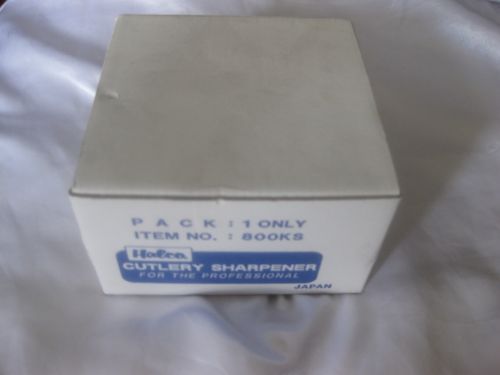 PACK : 1 ONLY
ITEM NO. : 800KS
Halco
CUTLERY SHARPENER
FOR THE PROFESSIONAL
JAPAN